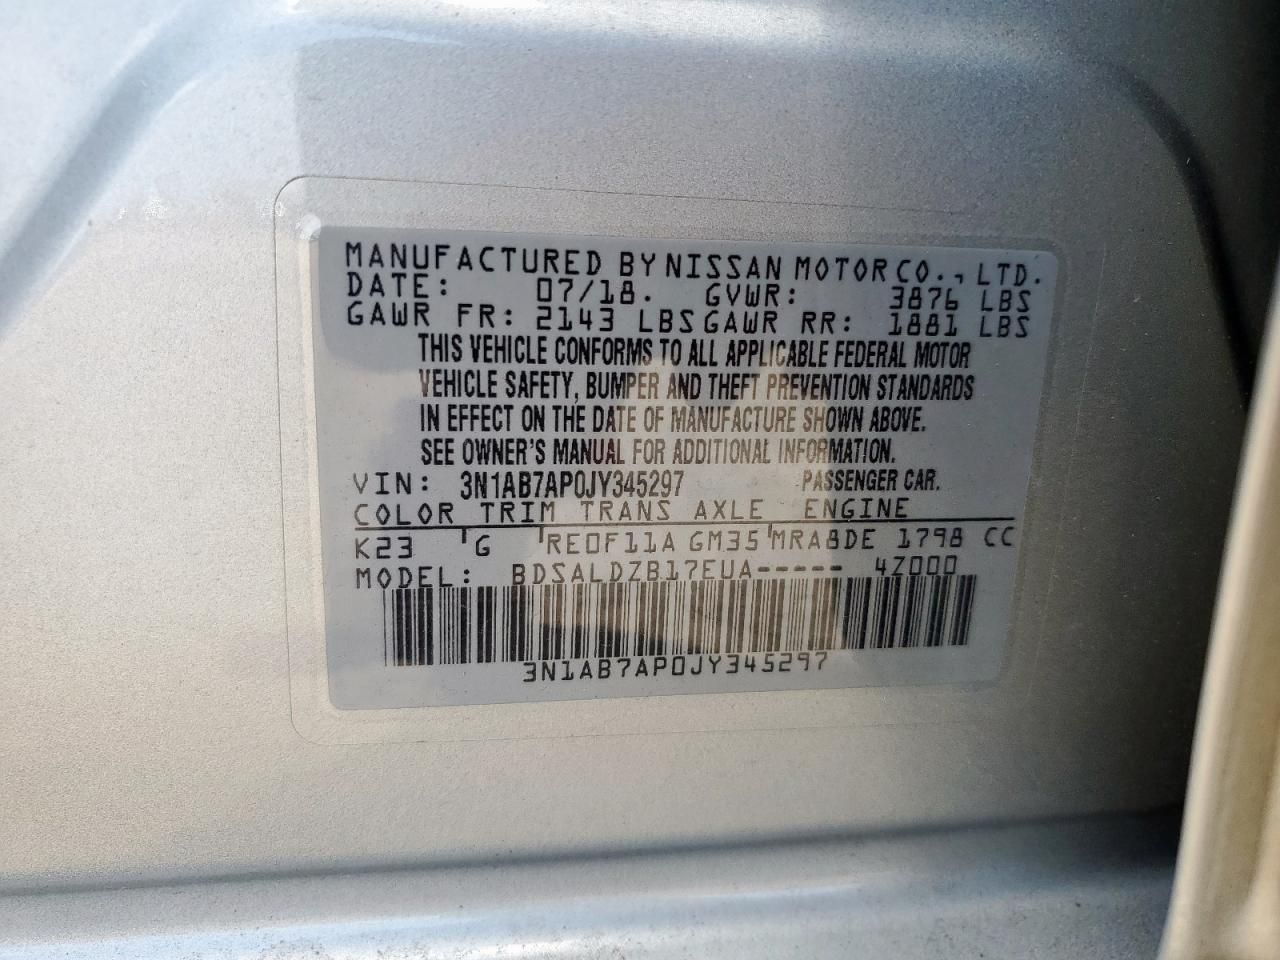 MANUFACTURED BY NISSAN MOTOR CO., LTD.
DATE: 07/18. GVWR: 3876 LBS
GAWR FR: 2143 LBS GAWR RR: 1881 LBS
THIS VEHICLE CONFORMS TO ALL APPLICABLE FEDERAL MOTOR
VEHICLE SAFETY, BUMPER AND THEFT PREVENTION STANDARDS
IN EFFECT ON THE DATE OF MANUFACTURE SHOWN ABOVE.
SEE OWNER'S MANUAL FOR ADDITIONAL INFORMATION.
VIN: 3N1AB7AP0JY345297 PASSENGER CAR.
COLOR TRIM TRANS AXLE ENGINE
K23 G RE0F11A GM35 MRA8DE 1798 CC
MODEL: BDSALDZB17EUA----- 4Z000
3N1AB7AP0JY345297